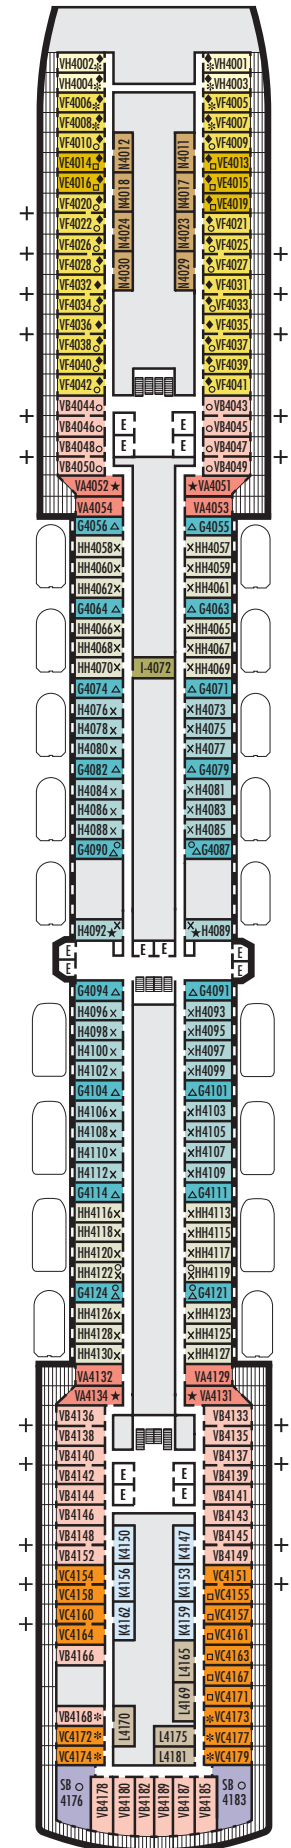 VH4002 VH4001
VH4004 VH4003
VF4006 VF4005
VF4008 VF4007
VF4010 N4012 N4011 VF4009
VE4014 VE4013
VE4016 N4018 N4017 VE4015
VF4020 VE4019
VF4022 N4024 N4023 VF4021
VF4026 VF4025
VF4028 N4030 N4029 VF4027
VF4032 VF4031
VF4034 VF4033
VF4036 VF4035
VF4038 VF4037
VF4040 VF4039
VF4042 VF4041
VB4044 VB4043
VB4046 E E VB4045
VB4048 E E VB4047
VB4050 VB4049
VA4052 VA4051
VA4054 VA4053
G4056 G4055
HH4058 HH4057
HH4060 HH4059
HH4062 HH4061
G4064 G4063
HH4066 HH4065
HH4068 HH4067
HH4070 I-4072 HH4069
G4074 G4071
H4076 H4073
H4078 H4075
H4080 H4077
G4082 G4079
H4084 H4081
H4086 H4083
H4088 H4085
G4090 G4087
H4092 H4089
E E E E
E E
G4094 G4091
H4096 H4093
H4098 H4095
H4100 H4097
H4102 H4099
G4104 G4101
H4106 H4103
H4108 H4105
H4110 H4107
H4112 H4109
G4114 G4111
HH4116 HH4113
HH4118 HH4115
HH4120 HH4117
HH4122 HH4119
G4124 G4121
HH4126 HH4123
HH4128 HH4125
HH4130 HH4127
VA4132 VA4129
VA4134 VA4131
VB4136 VB4133
VB4138 VB4135
VB4140 VB4137
VB4142 E E VB4139
VB4144 E E VB4141
VB4146 VB4143
VB4148 K4150 K4147 VB4145
VB4152 VB4149
VC4154 K4156 K4153 VC4151
VC4158 VC4155
VC4160 K4162 K4159 VC4157
VC4164 VC4161
VB4166 L4165 VC4163
VC4167
L4169 VC4171
VB4168 L4170 VC4173
VC4172 L4175 VC4177
VC4174 L4181 VC4179
SB 4176 VB4178 VB4180 VB4182 VB4189 VB4187 VB4185 SB 4183